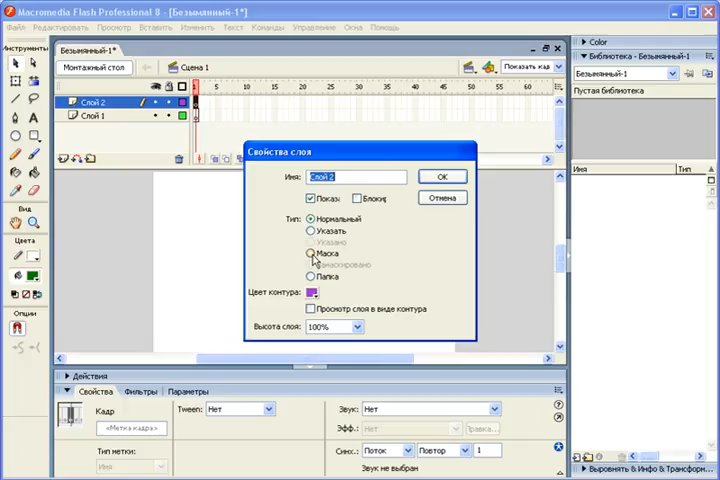 Macromedia Flash Professional 8 - [Безымянный-1*]
Файл Редактировать Просмотр Вставить Изменить Текст Команды Управление Окна Помощь
Инструменты
Безымянный-1*
Монтажный стол
Сцена 1
Показать кад
1 5 10 15 20 25 30 35 40 45 50 55 60
Слой 2
Слой 1
Вид
Цвета
Опции
Свойства слоя
Имя: Слой 2
OK
Показы
Блокир
Отмена
Тип: Нормальный
Указать
Указано
Маска
маскировано
Папка
Цвет контура:
Просмотр слоя в виде контура
Высота слоя: 100%
Color
Библиотека - Безымянный-1
Безымянный-1
Пустая библиотека
Имя Тип
Действия
Свойства Фильтры Параметры
Кадр
<Метка кадра>
Тип метки:
Имя
Tween: Нет
Звук: Нет
Эфф.: Нет Правка...
Синх.: Поток Повтор 1
Звук не выбран
Выровнять & Инфо & Трансформ